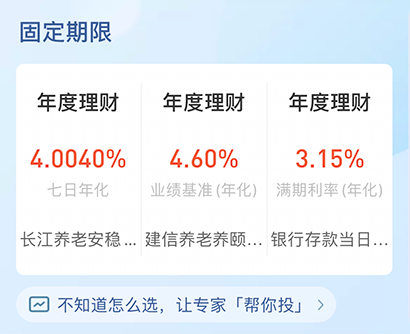 固定期限
年度理财 年度理财 年度理财
4.0040% 4.60% 3.15%
七日年化 业绩基准(年化) 满期利率(年化)
长江养老安稳... 建信养老养颐... 银行存款当日...
不知道怎么选，让专家「帮你投」 >